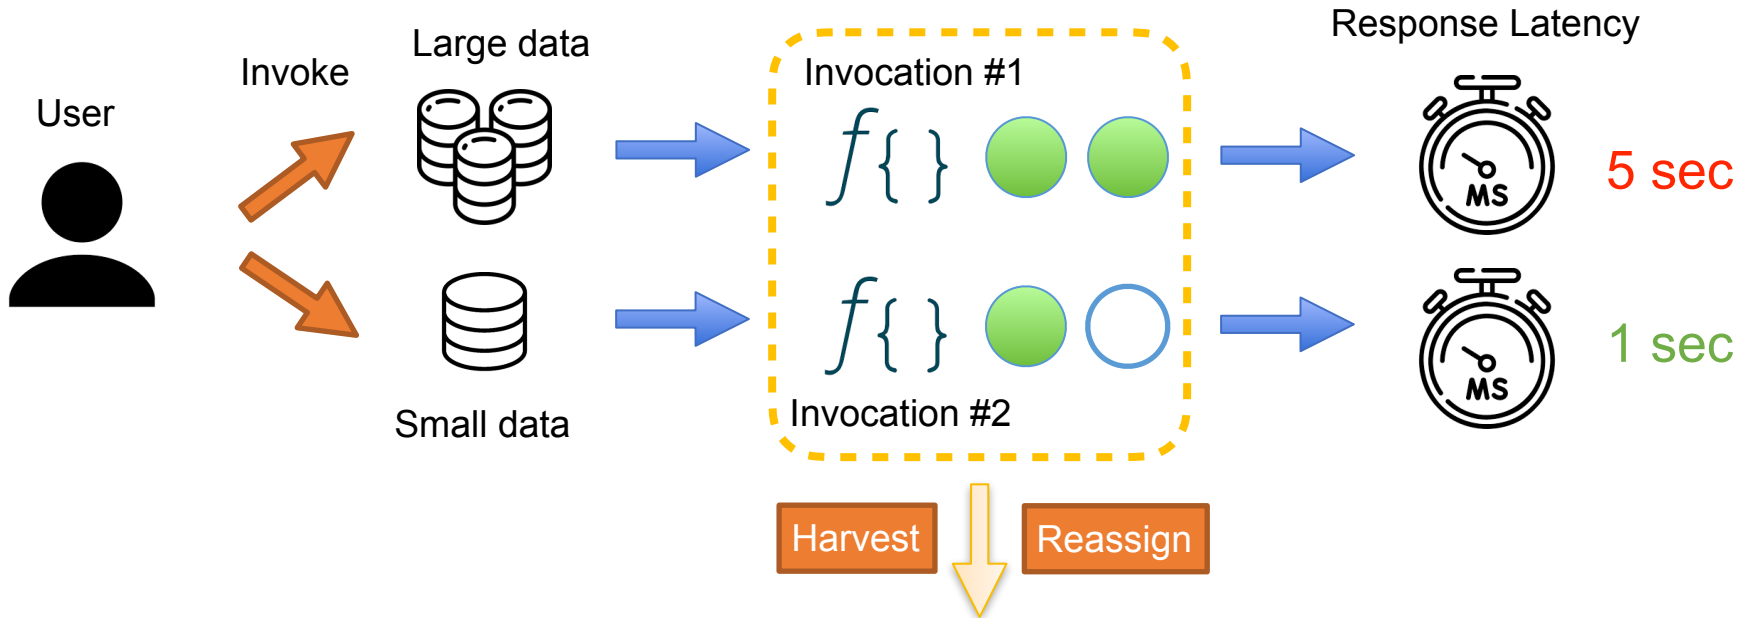 Response Latency
Large data
Invoke
Invocation #1
User
f{ }
MS
5 sec
f{ }
MS
1 sec
Invocation #2
Small data
Harvest
Reassign